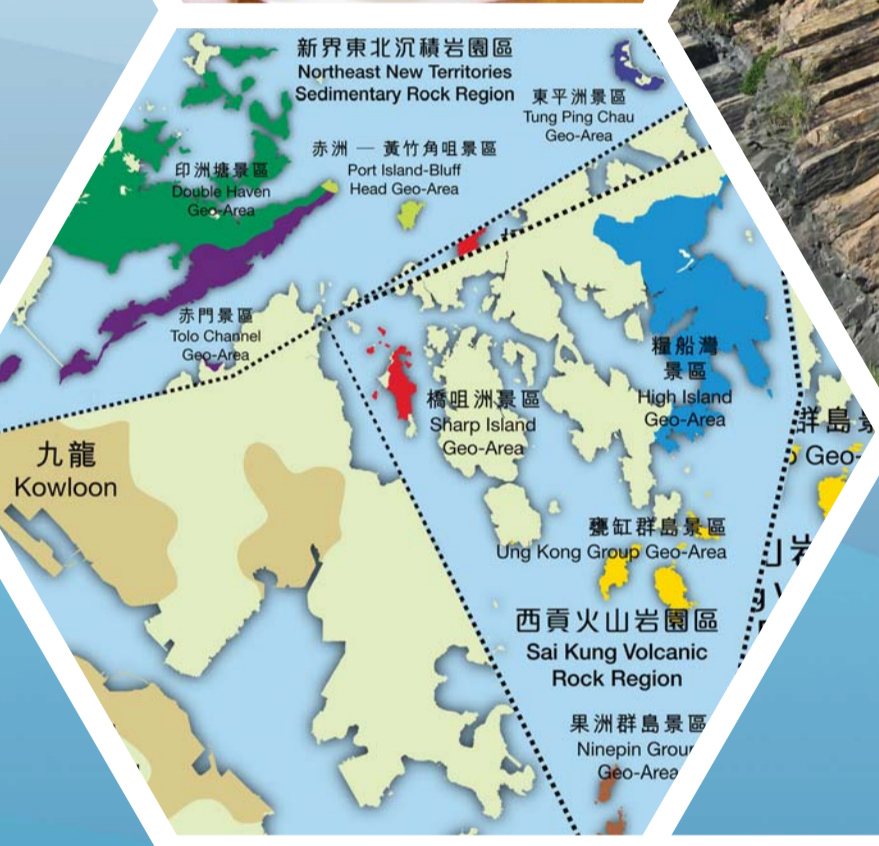 新界東北沉積岩園區
Northeast New Territories
Sedimentary Rock Region
東平洲景區
Tung Ping Chau
Geo-Area
赤洲 — 黃竹角咀景區
Port Island-Bluff
Head Geo-Area
印洲塘景區
Double Haven
Geo-Area
赤門景區
Tolo Channel
Geo-Area
糧船灣
景區
High Island
Geo-Area
橋咀洲景區
Sharp Island
Geo-Area
群島
Geo-
九龍
Kowloon
甕缸群島景區
Ung Kong Group Geo-Area
西貢火山岩園區
Sai Kung Volcanic
Rock Region
果洲群島景區
Ninepin Group
Geo-Area